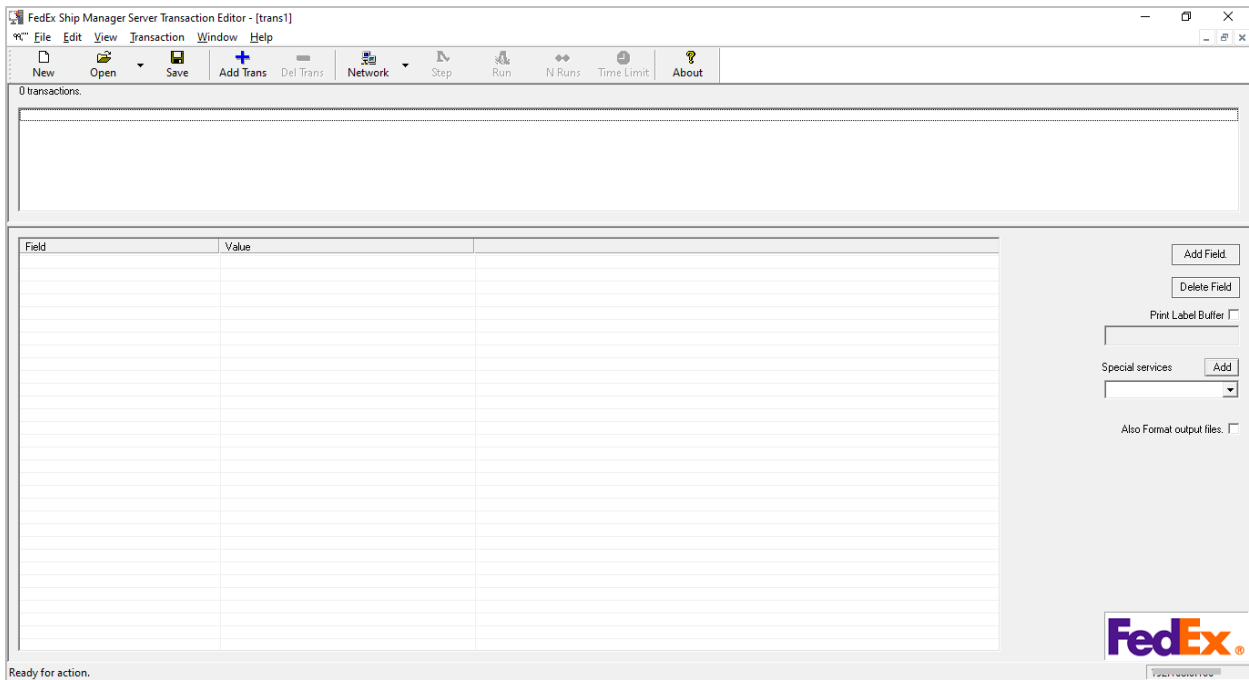 FedEx Ship Manager Server Transaction Editor - [trans1]
File Edit View Transaction Window Help
New Open Save Add Trans Del Trans Network Step Run N Runs Time Limit About
0 transactions.
Field Value
Add Field.
Delete Field
Print Label Buffer
Special services Add
Also Format output files.
FedEx®
Ready for action.